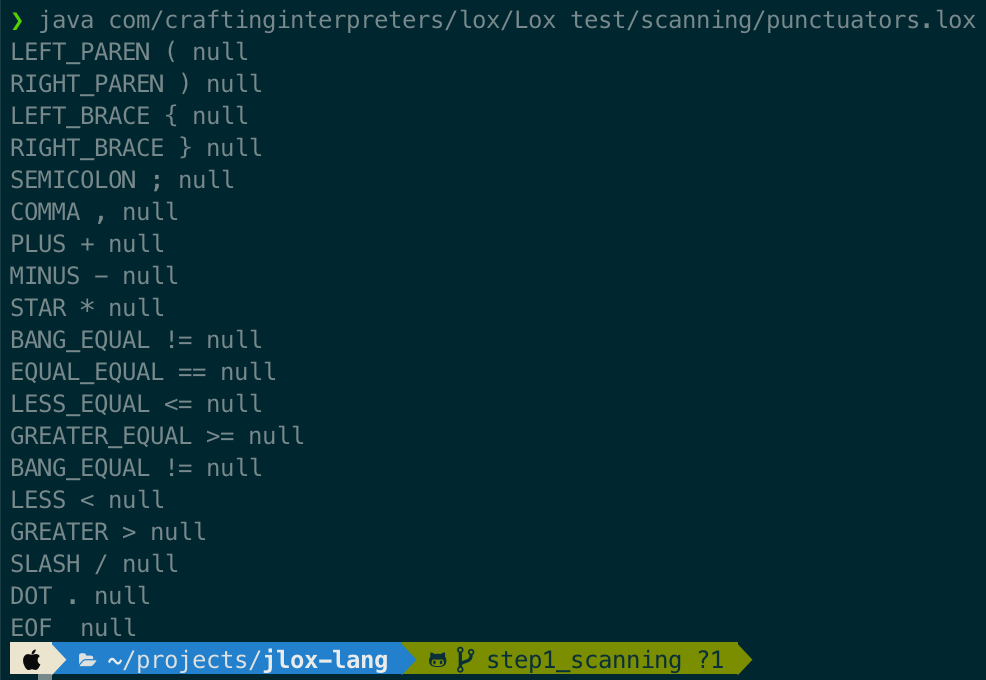 ❯ java com/craftinginterpreters/lox/Lox test/scanning/punctuators.lox
LEFT_PAREN ( null
RIGHT_PAREN ) null
LEFT_BRACE { null
RIGHT_BRACE } null
SEMICOLON ; null
COMMA , null
PLUS + null
MINUS - null
STAR * null
BANG_EQUAL != null
EQUAL_EQUAL == null
LESS_EQUAL <= null
GREATER_EQUAL >= null
BANG_EQUAL != null
LESS < null
GREATER > null
SLASH / null
DOT . null
EOF  null
~/projects/jlox-lang step1_scanning ?1